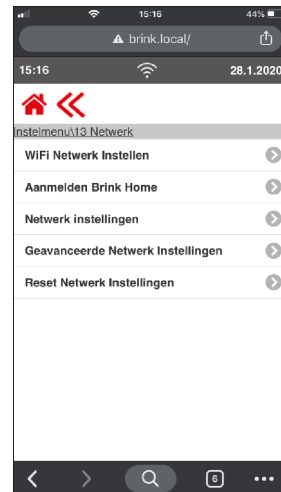 15:16
44%
brink.local/
15:16
28.1.2020
Instelmenu\13 Netwerk
WiFi Netwerk Instellen
Aanmelden Brink Home
Netwerk instellingen
Geavanceerde Netwerk Instellingen
Reset Netwerk Instellingen
6